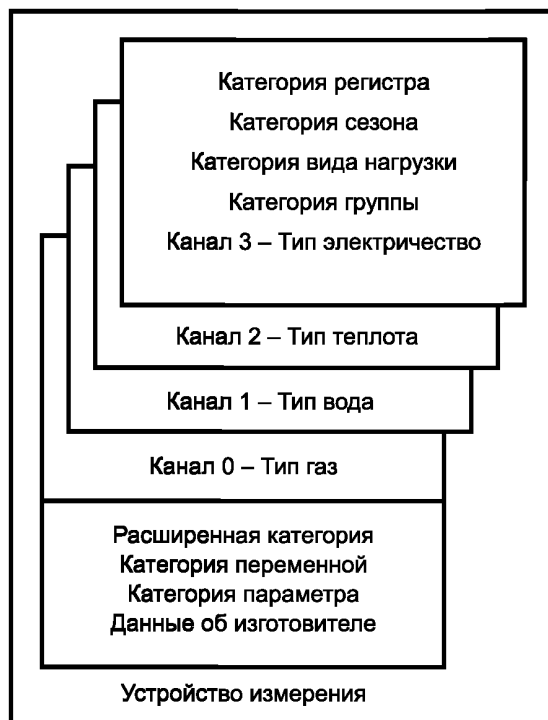 Категория регистра
Категория сезона
Категория вида нагрузки
Категория группы
Канал 3 – Тип электричество
Канал 2 – Тип теплота
Канал 1 – Тип вода
Канал 0 – Тип газ
Расширенная категория
Категория переменной
Категория параметра
Данные об изготовителе
Устройство измерения